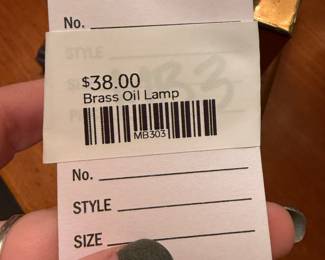 No.
STYLE
$38.00
Brass Oil Lamp
MB303
No.
STYLE
SIZE